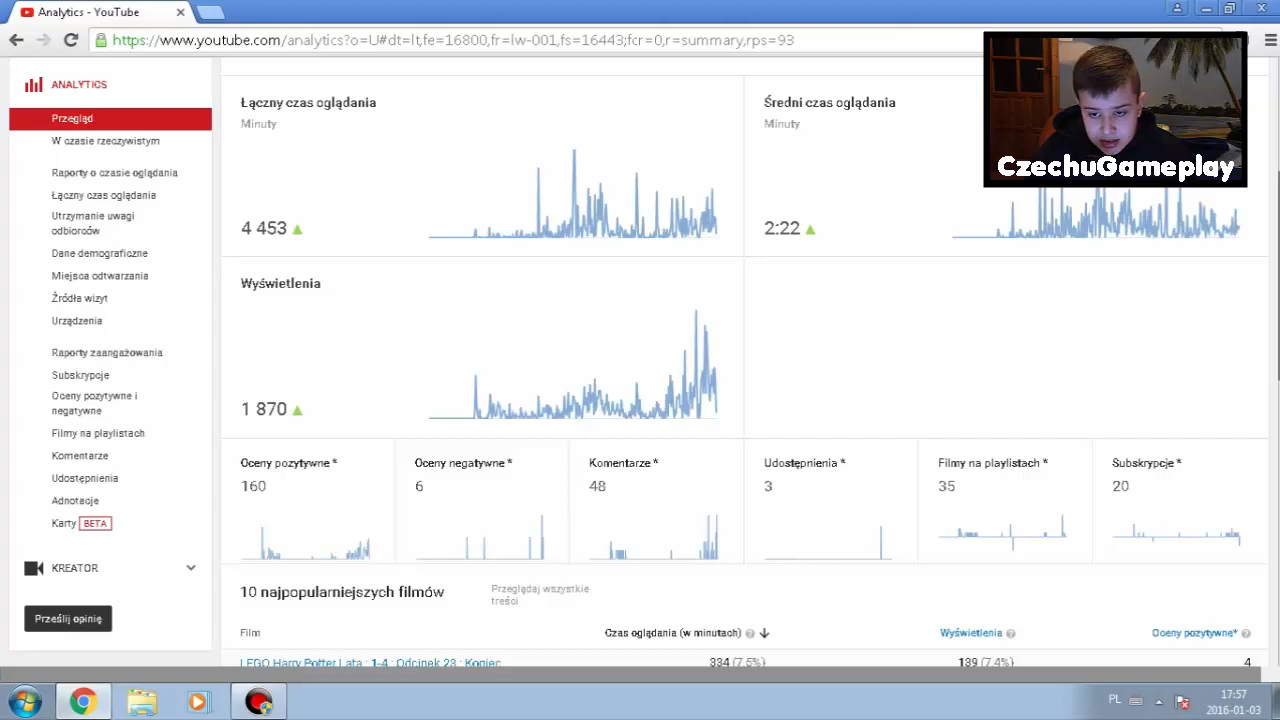 Analytics - YouTube
https://www.youtube.com/analytics?o=U#dt=lt,fe=16800,fr=lw-001,fs=16443;fcr=0,r=summary,rps=93
ANALYTICS
Przegląd
W czasie rzeczywistym
Raporty o czasie oglądania
Łączny czas oglądania
Utrzymanie uwagi
odbiorców
Dane demograficzne
Miejsca odtwarzania
Źródła wizyt
Urządzenia
Raporty zaangażowania
Subskrypcje
Oceny pozytywne i
negatywne
Filmy na playlistach
Komentarze
Udostępnienia
Adnotacje
Karty BETA
KREATOR
Prześlij opinię
Łączny czas oglądania
Minuty
4 453
Średni czas oglądania
Minuty
2:22
CzechuGameplay
Wyświetlenia
1 870
Oceny pozytywne *
160
Oceny negatywne *
6
Komentarze *
48
Udostępnienia *
3
Filmy na playlistach *
35
Subskrypcje *
20
10 najpopularniejszych filmów
Przeglądaj wszystkie
treści
Film
Czas oglądania (w minutach)
Wyświetlenia
Oceny pozytywne*
LEGO Harry Potter Lata : 1-4 : Odcinek 23 : Koniec
334 (7.5%)
139 (7.4%)
4
PL
17:57
2016-01-03